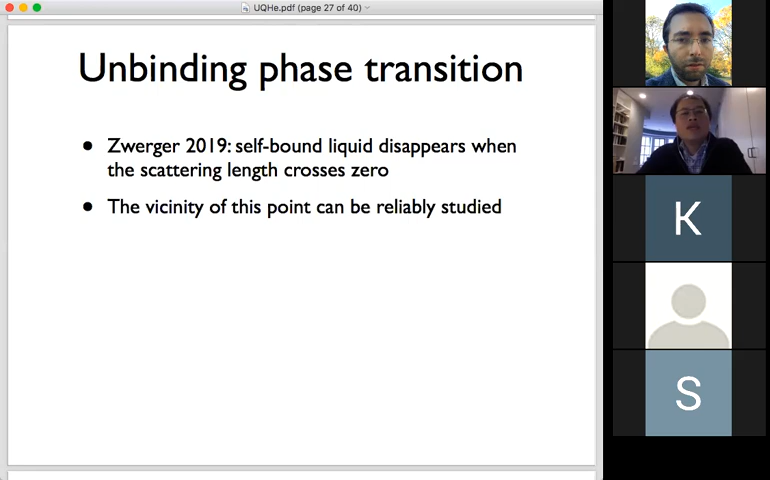 UQHe.pdf (page 27 of 40)
Unbinding phase transition
• Zwerger 2019: self-bound liquid disappears when
the scattering length crosses zero
• The vicinity of this point can be reliably studied
K
S